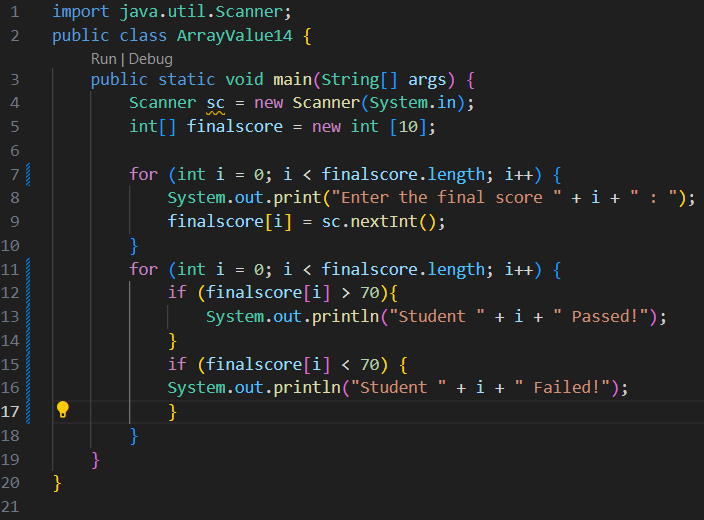 1 import java.util.Scanner;
2 public class ArrayValue14 {
Run | Debug
3 public static void main(String[] args) {
4 Scanner sc = new Scanner(System.in);
5 int[] finalscore = new int [10];
6
7 for (int i = 0; i < finalscore.length; i++) {
8 System.out.print("Enter the final score " + i + " : ");
9 finalscore[i] = sc.nextInt();
10 }
11 for (int i = 0; i < finalscore.length; i++) {
12 if (finalscore[i] > 70){
13 System.out.println("Student " + i + " Passed!");
14 }
15 if (finalscore[i] < 70) {
16 System.out.println("Student " + i + " Failed!");
17 }
18 }
19 }
20 }
21